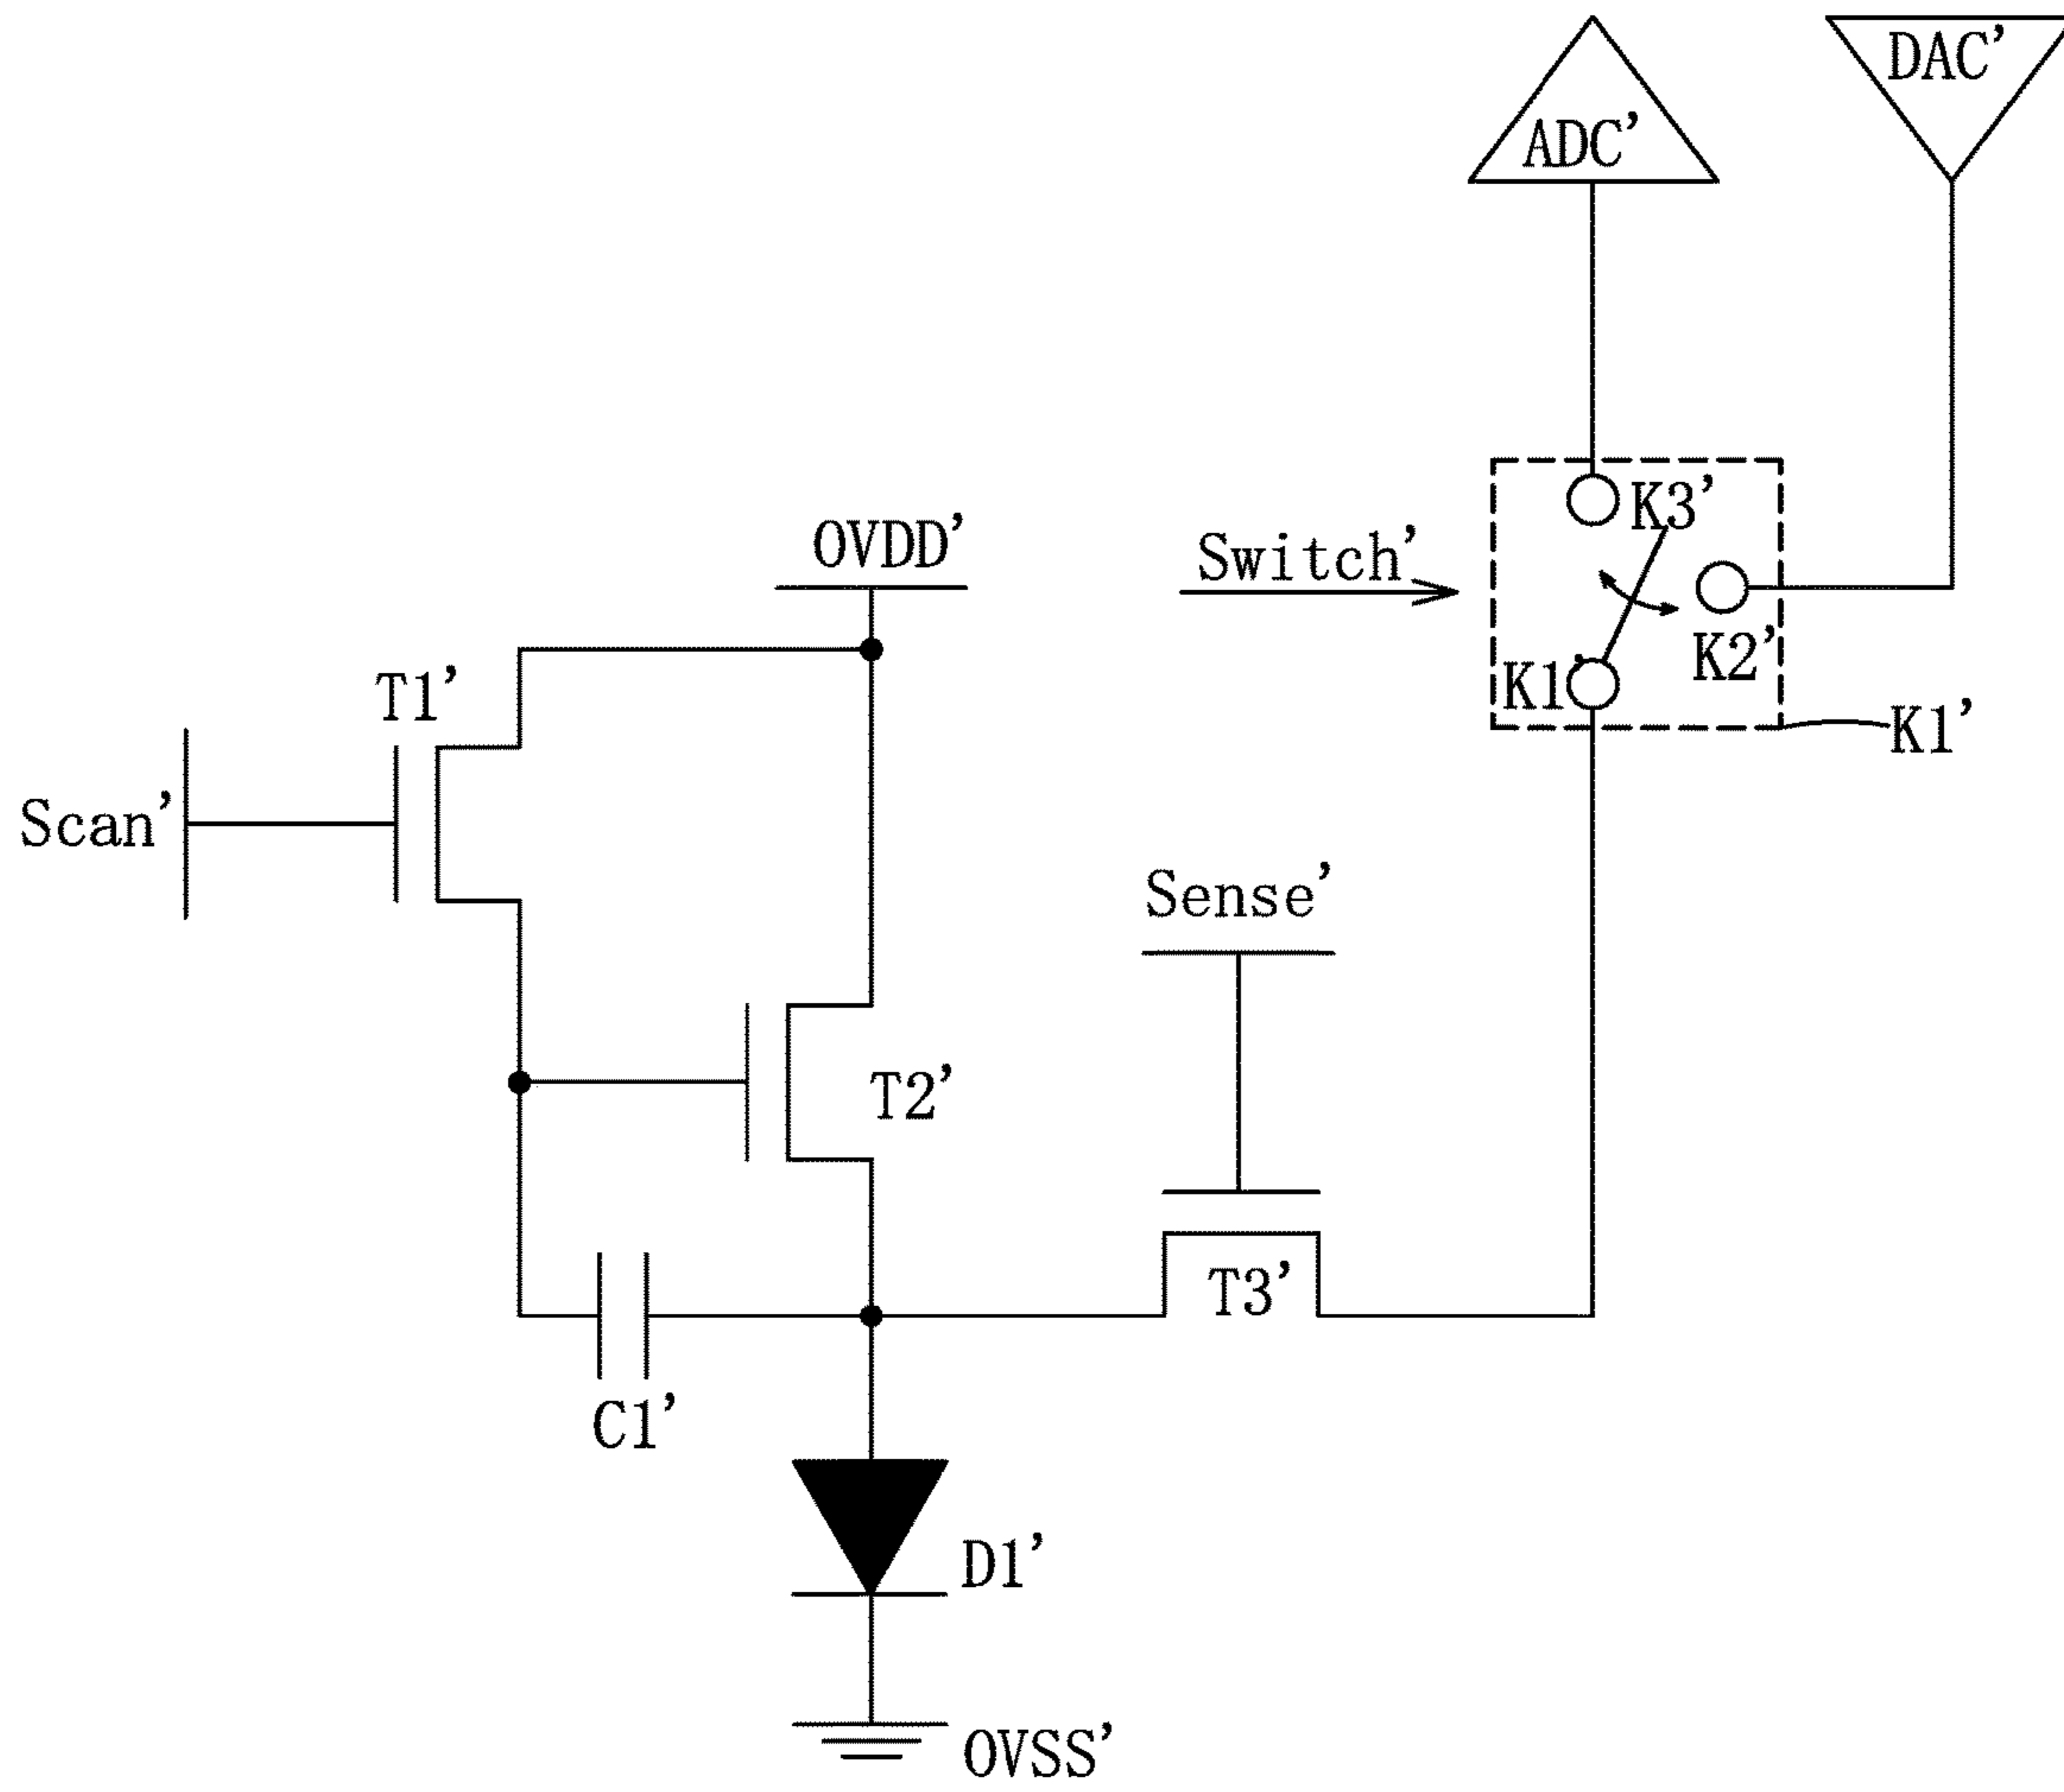 DAC'
ADC'
K3'
OVDD'
Switch'
K2'
T1'
K1'
K1'
Scan'
Sense'
T2'
T3'
C1'
D1'
OVSS'